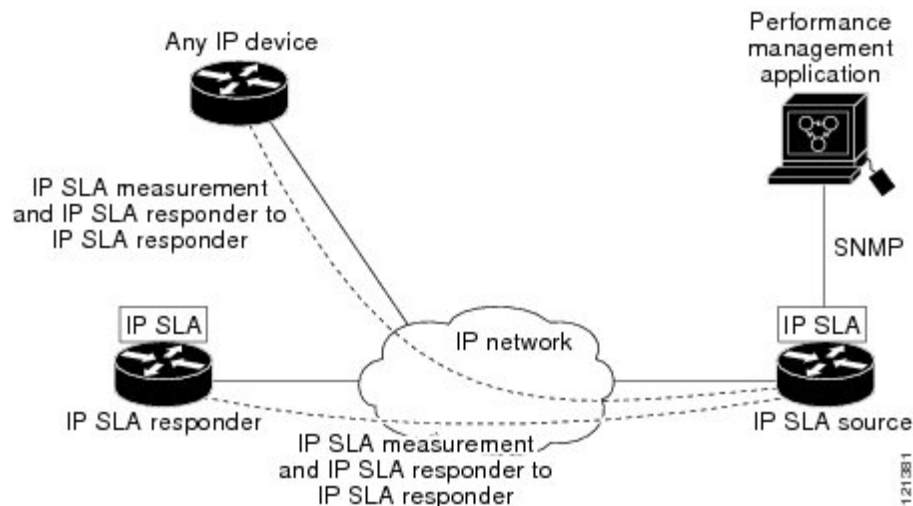 Any IP device
Performance
management
application
IP SLA measurement
and IP SLA responder to
IP SLA responder
SNMP
IP SLA
IP network
IP SLA
IP SLA responder
IP SLA source
IP SLA measurement
and IP SLA responder to
IP SLA responder
121381